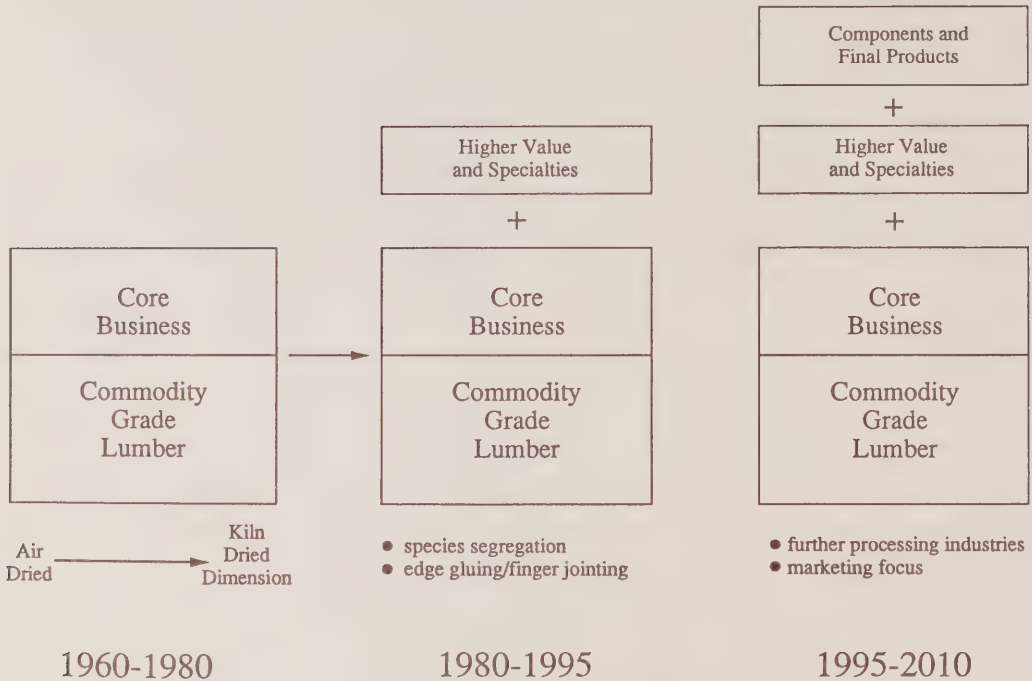 Components and
Final Products
+
Higher Value
and Specialties
+
Higher Value
and Specialties
+
Core
Business
Commodity
Grade
Lumber
Core
Business
Commodity
Grade
Lumber
Core
Business
Commodity
Grade
Lumber
Air
Dried
Kiln
Dried
Dimension
• species segregation
• edge gluing/finger jointing
• further processing industries
• marketing focus
1960-1980
1980-1995
1995-2010